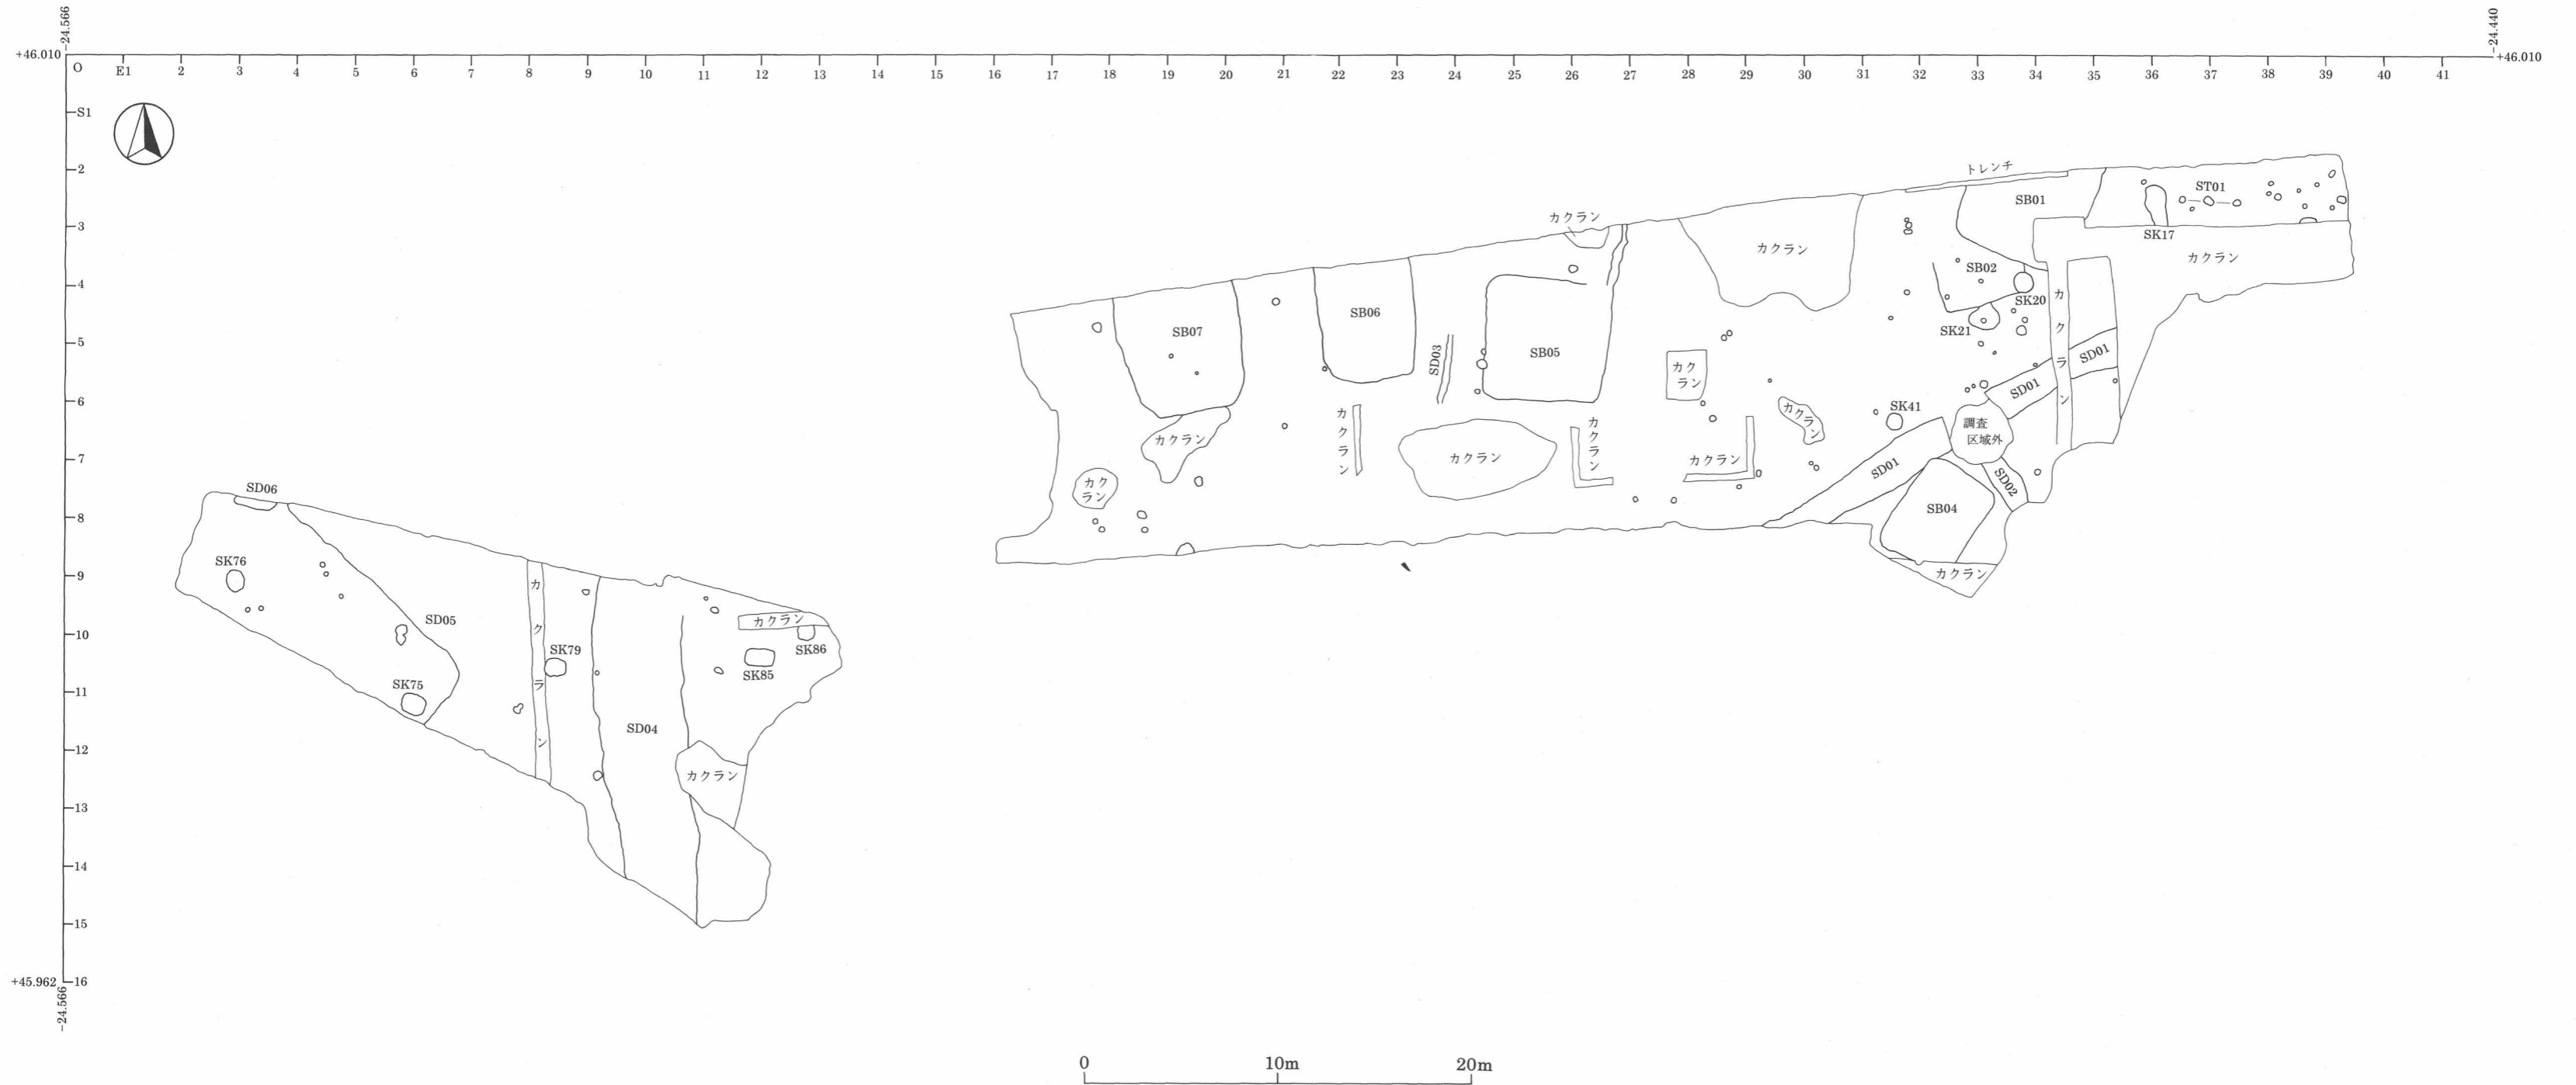 -24.566
-24.440
+46.010
+46.010
O
E1
2
3
4
5
6
7
8
9
10
11
12
13
14
15
16
17
18
19
20
21
22
23
24
25
26
27
28
29
30
31
32
33
34
35
36
37
38
39
40
41
S1
2
3
4
5
6
7
8
9
10
11
12
13
14
15
16
+45.962
-24.566
トレンチ
SB01
ST01
SK17
カクラン
カクラン
カクラン
SB02
SK20
SK21
カクラン
SD01
SD01
SB07
SB06
SD03
SB05
カク
ラン
カクラン
SK41
調査
区域外
カクラン
カクラン
カクラン
カクラン
カクラン
SD01
SD02
カク
ラン
SB04
カクラン
SD06
SK76
SD05
カクラン
SK79
SK75
カクラン
SK86
SK85
SD04
カクラン
0
10m
20m